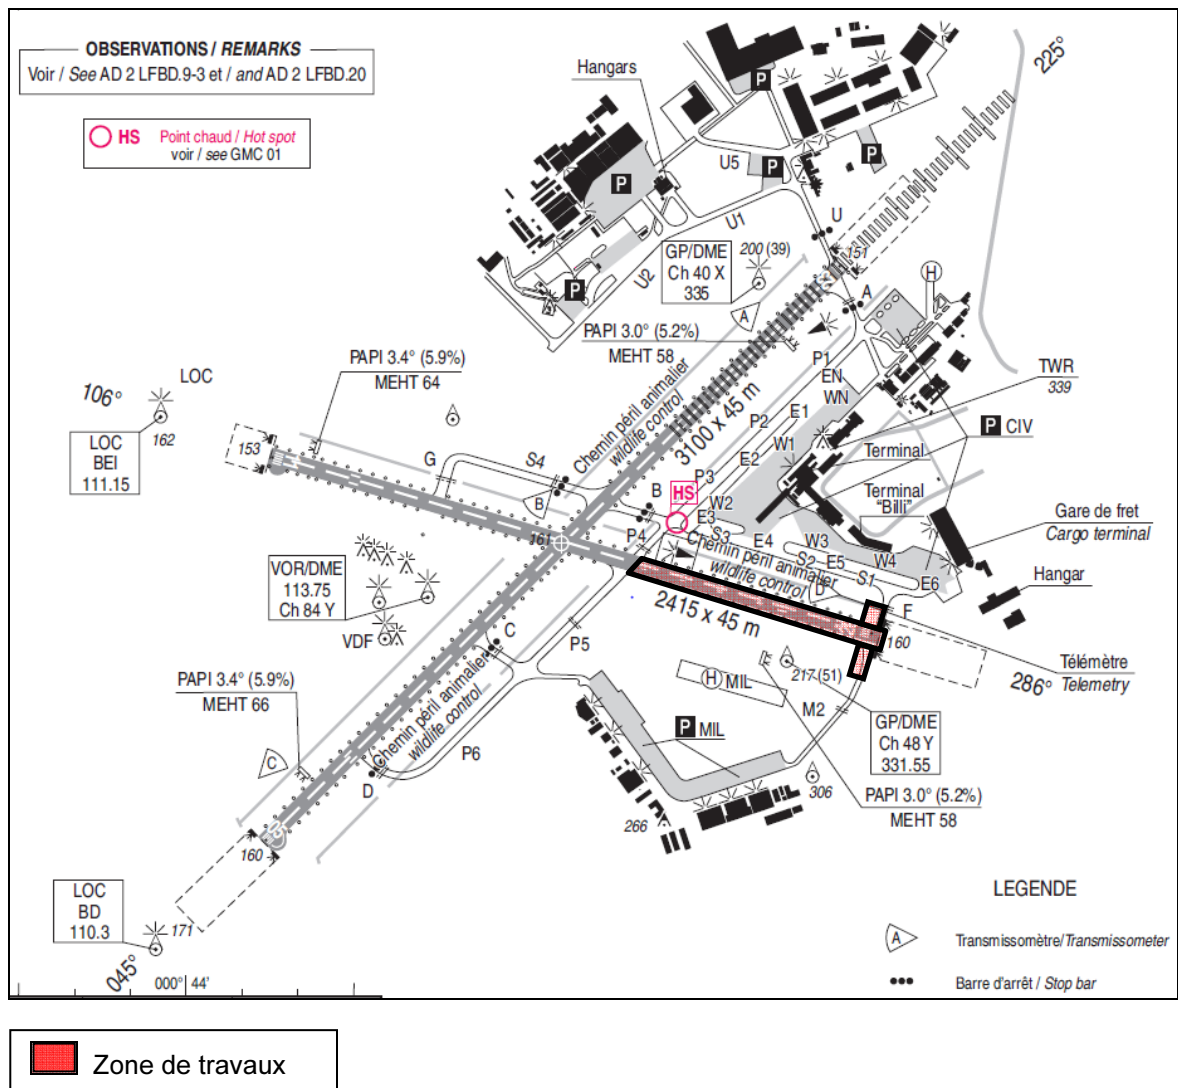 OBSERVATIONS / REMARKS
Voir / See AD 2 LFBD.9-3 et / and AD 2 LFBD.20
HS Point chaud / Hot spot
voir / see GMC 01
Hangars
225°
P
P
P
P
P
U5
U1
U
U2
GP/DME
Ch 40 X
335
200 (39)
151
H
A
A
PAPI 3.0° (5.2%)
MEHT 58
PAPI 3.4° (5.9%)
MEHT 64
LOC
106°
LOC
BEI
111.15
162
153
P1
EN
WN
TWR
339
P CIV
Chemin péril animalier
wildlife control
3100 x 45 m
P2
E1
W1
E2
P3
Terminal
Terminal
"Billi"
G
S4
B
B
HS
W2
E3
S3
E4
W3
S2
E5
W4
S1
E6
Gare de fret
Cargo terminal
Hangar
161
P4
Chemin péril animalier
wildlife control
D
F
VOR/DME
113.75
Ch 84 Y
VDF
2415 x 45 m
160
C
P5
Télémètre
Telemetry
286°
H MIL
217 (51)
PAPI 3.4° (5.9%)
MEHT 66
Chemin péril animalier
wildlife control
M2
P MIL
GP/DME
Ch 48 Y
331.55
P6
C
D
306
PAPI 3.0° (5.2%)
MEHT 58
266
160
LOC
BD
110.3
171
045°
000° 44'
LEGENDE
A Transmissomètre/Transmissometer
Barre d'arrêt / Stop bar
Zone de travaux